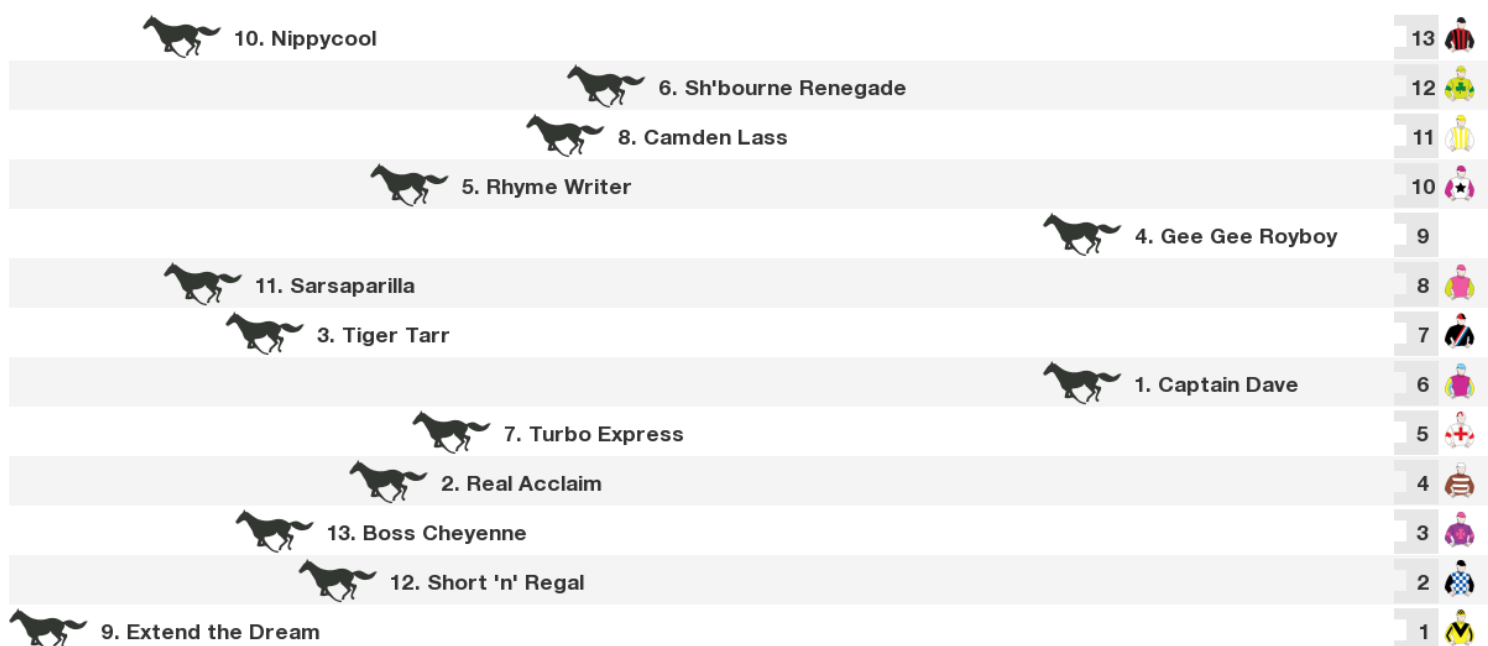 10. Nippycool 13
6. Sh'bourne Renegade 12
8. Camden Lass 11
5. Rhyme Writer 10
4. Gee Gee Royboy 9
11. Sarsaparilla 8
3. Tiger Tarr 7
1. Captain Dave 6
7. Turbo Express 5
2. Real Acclaim 4
13. Boss Cheyenne 3
12. Short 'n' Regal 2
9. Extend the Dream 1